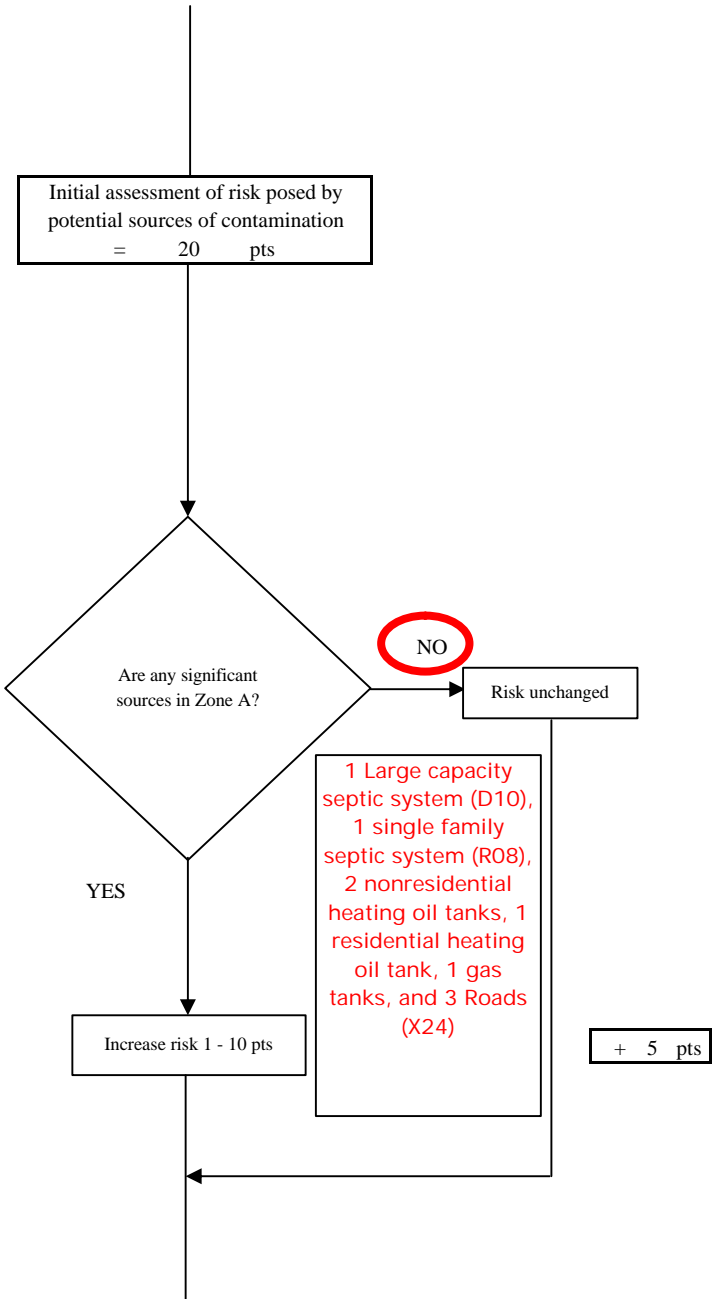 Initial assessment of risk posed by
potential sources of contamination
= 20 pts
Are any significant
sources in Zone A?
NO
Risk unchanged
1 Large capacity
septic system (D10),
1 single family
septic system (R08),
2 nonresidential
heating oil tanks, 1
residential heating
oil tank, 1 gas
tanks, and 3 Roads
(X24)
YES
Increase risk 1 - 10 pts
+ 5 pts